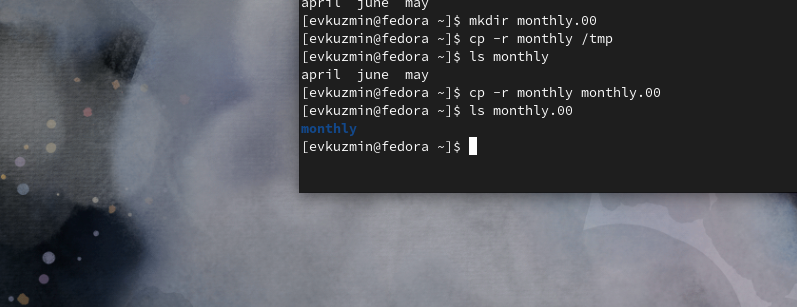 april  june  may
[evkuzmin@fedora ~]$ mkdir monthly.00
[evkuzmin@fedora ~]$ cp -r monthly /tmp
[evkuzmin@fedora ~]$ ls monthly
april  june  may
[evkuzmin@fedora ~]$ cp -r monthly monthly.00
[evkuzmin@fedora ~]$ ls monthly.00
monthly
[evkuzmin@fedora ~]$